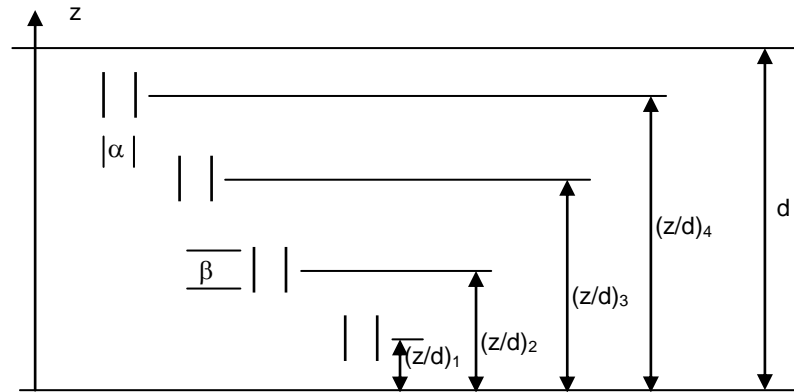 z
|α|
d
(z/d)₄
β
(z/d)₃
(z/d)₂
(z/d)₁